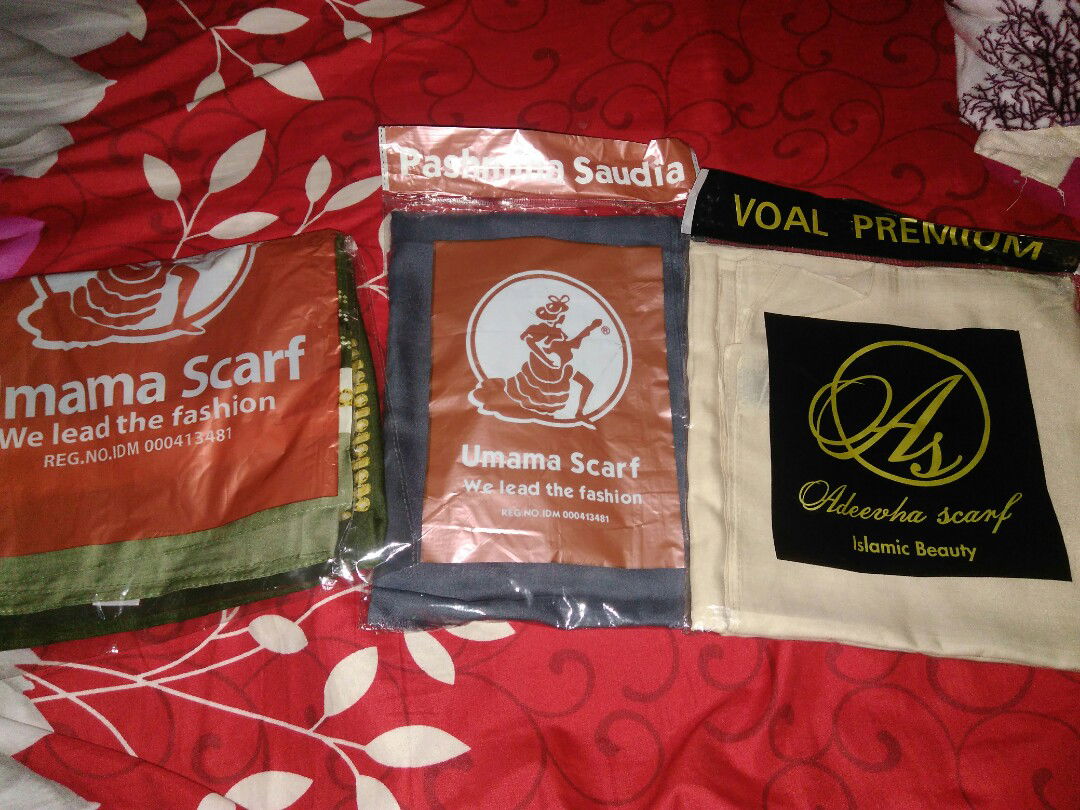 Umama Scarf
We lead the fashion
REG.NO.IDM 000413481
Pashmina Saudia
®
Umama Scarf
We lead the fashion
REG.NO.IDM 000413481
VOAL PREMIUM
As
Adeevha scarf
Islamic Beauty